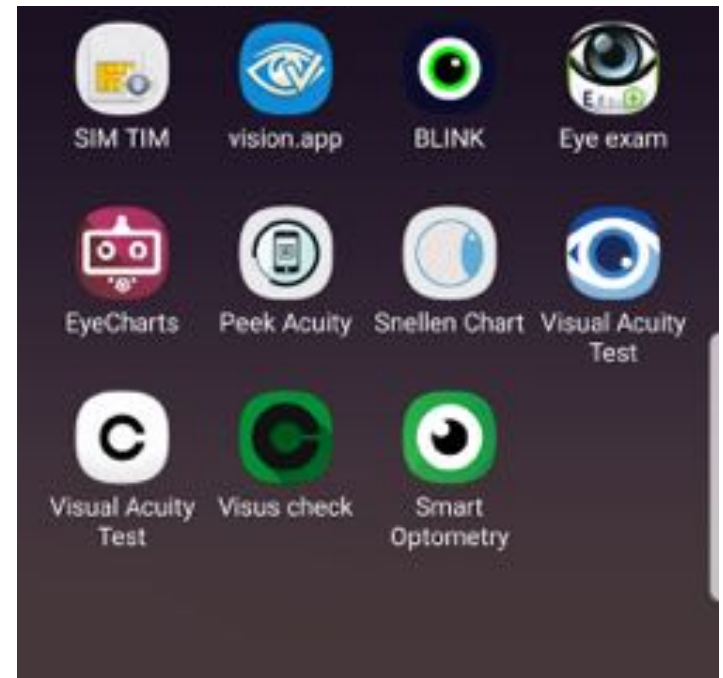 SIM TIM
vision.app
BLINK
Eye exam
EyeCharts
Peek Acuity
Snellen Chart
Visual Acuity
Test
Visual Acuity
Test
Visus check
Smart
Optometry